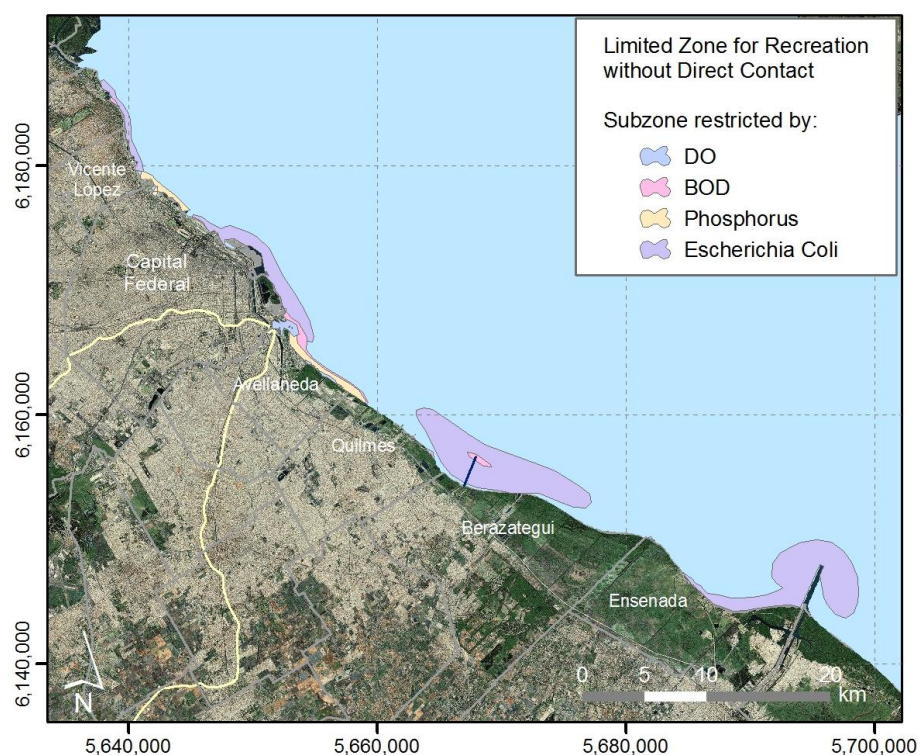 Limited Zone for Recreation
without Direct Contact
Subzone restricted by:
DO
BOD
Phosphorus
Escherichia Coli
6,180,000
6,160,000
6,140,000
Vicente
López
Capital
Federal
Avellaneda
Quilmes
Berazategui
Ensenada
N
0 5 10 20
km
5,640,000 5,660,000 5,680,000 5,700,000